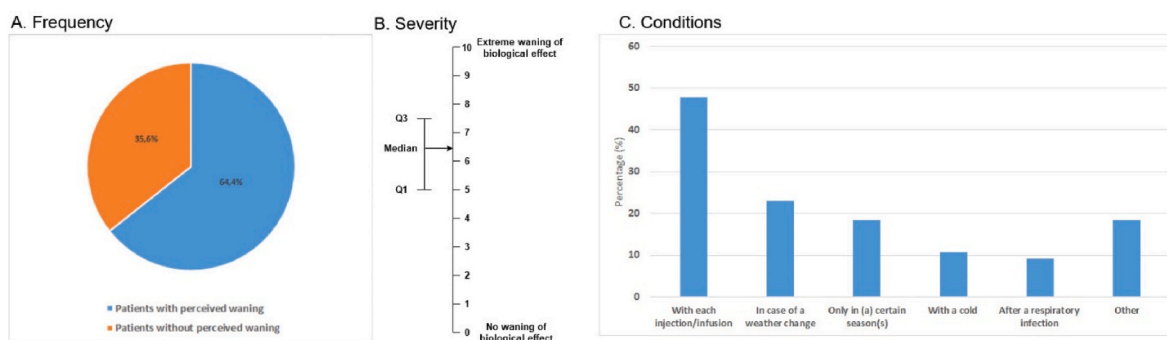 A. Frequency
35,6%
64,4%
Patients with perceived waning
Patients without perceived waning
B. Severity
Extreme waning of
biological effect
10
9
8
7
6
5
4
3
2
1
0
Q3
Median
Q1
No waning of
biological effect
C. Conditions
Percentage (%)
60
50
40
30
20
10
0
With each
injection/infusion
In case of a
weather change
Only in (a) certain
season(s)
With a cold
After a respiratory
infection
Other